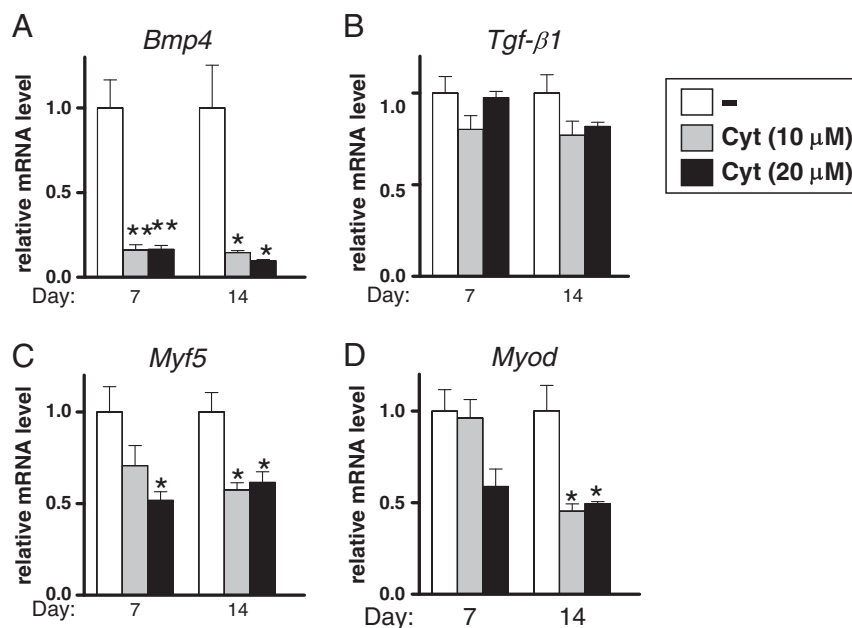 A
Bmp4
relative mRNA level
1.0
0.5
0.0
**
**
*
*
Day: 7 14
B
Tgf-β1
relative mRNA level
1.0
0.5
0.0
Day: 7 14
-
Cyt (10 μM)
Cyt (20 μM)
C
Myf5
relative mRNA level
1.0
0.5
0.0
*
*
*
Day: 7 14
D
Myod
relative mRNA level
1.0
0.5
0.0
*
*
Day: 7 14